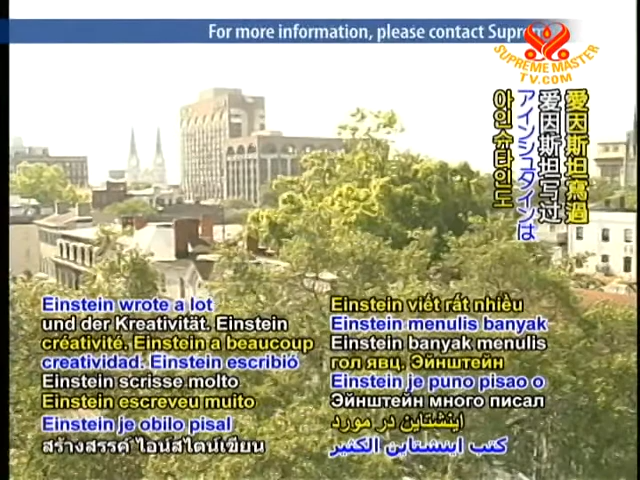 For more information, please contact Suprem
SUPREME MASTER
TV.COM
愛因斯坦寫過
爱因斯坦写过
アインシュタインは
아인슈타인도
Einstein wrote a lot
und der Kreativität. Einstein
créativité. Einstein a beaucoup
creatividad. Einstein escribió
Einstein scrisse molto
Einstein escreveu muito
Einstein je obilo pisal
สร้างสรรค์ ไอน์สไตน์เขียน
Einstein viết rất nhiều
Einstein menulis banyak
Einstein banyak menulis
гол явц. Эйнштейн
Einstein je puno pisao o
Эйнштейн много писал
اینشتاین در مورد
كتب اينشتاين الكثير